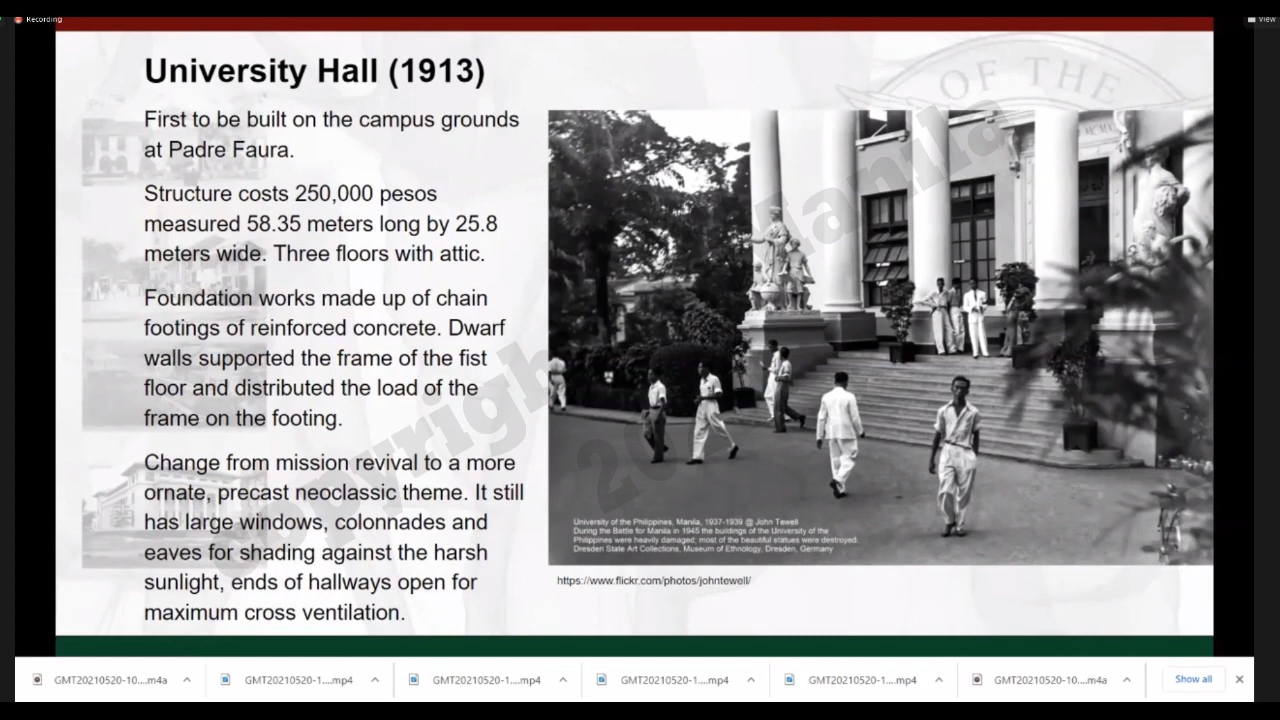 Recording
View
University Hall (1913)
First to be built on the campus grounds
at Padre Faura.
Structure costs 250,000 pesos
measured 58.35 meters long by 25.8
meters wide. Three floors with attic.
Foundation works made up of chain
footings of reinforced concrete. Dwarf
walls supported the frame of the fist
floor and distributed the load of the
frame on the footing.
Change from mission revival to a more
ornate, precast neoclassic theme. It still
has large windows, colonnades and
eaves for shading against the harsh
sunlight, ends of hallways open for
maximum cross ventilation.
OF THE
University of the Philippines, Manila, 1937-1939 @ John Tewell
During the Battle for Manila in 1945 the buildings of the University of the
Philippines were heavily damaged; most of the beautiful statues were destroyed.
Dresden State Art Collections, Museum of Ethnology, Dresden, Germany
https://www.flickr.com/photos/johntewell/
GMT20210520-10....m4a
GMT20210520-1....mp4
GMT20210520-1....mp4
GMT20210520-1....mp4
GMT20210520-1....mp4
GMT20210520-10....m4a
Show all